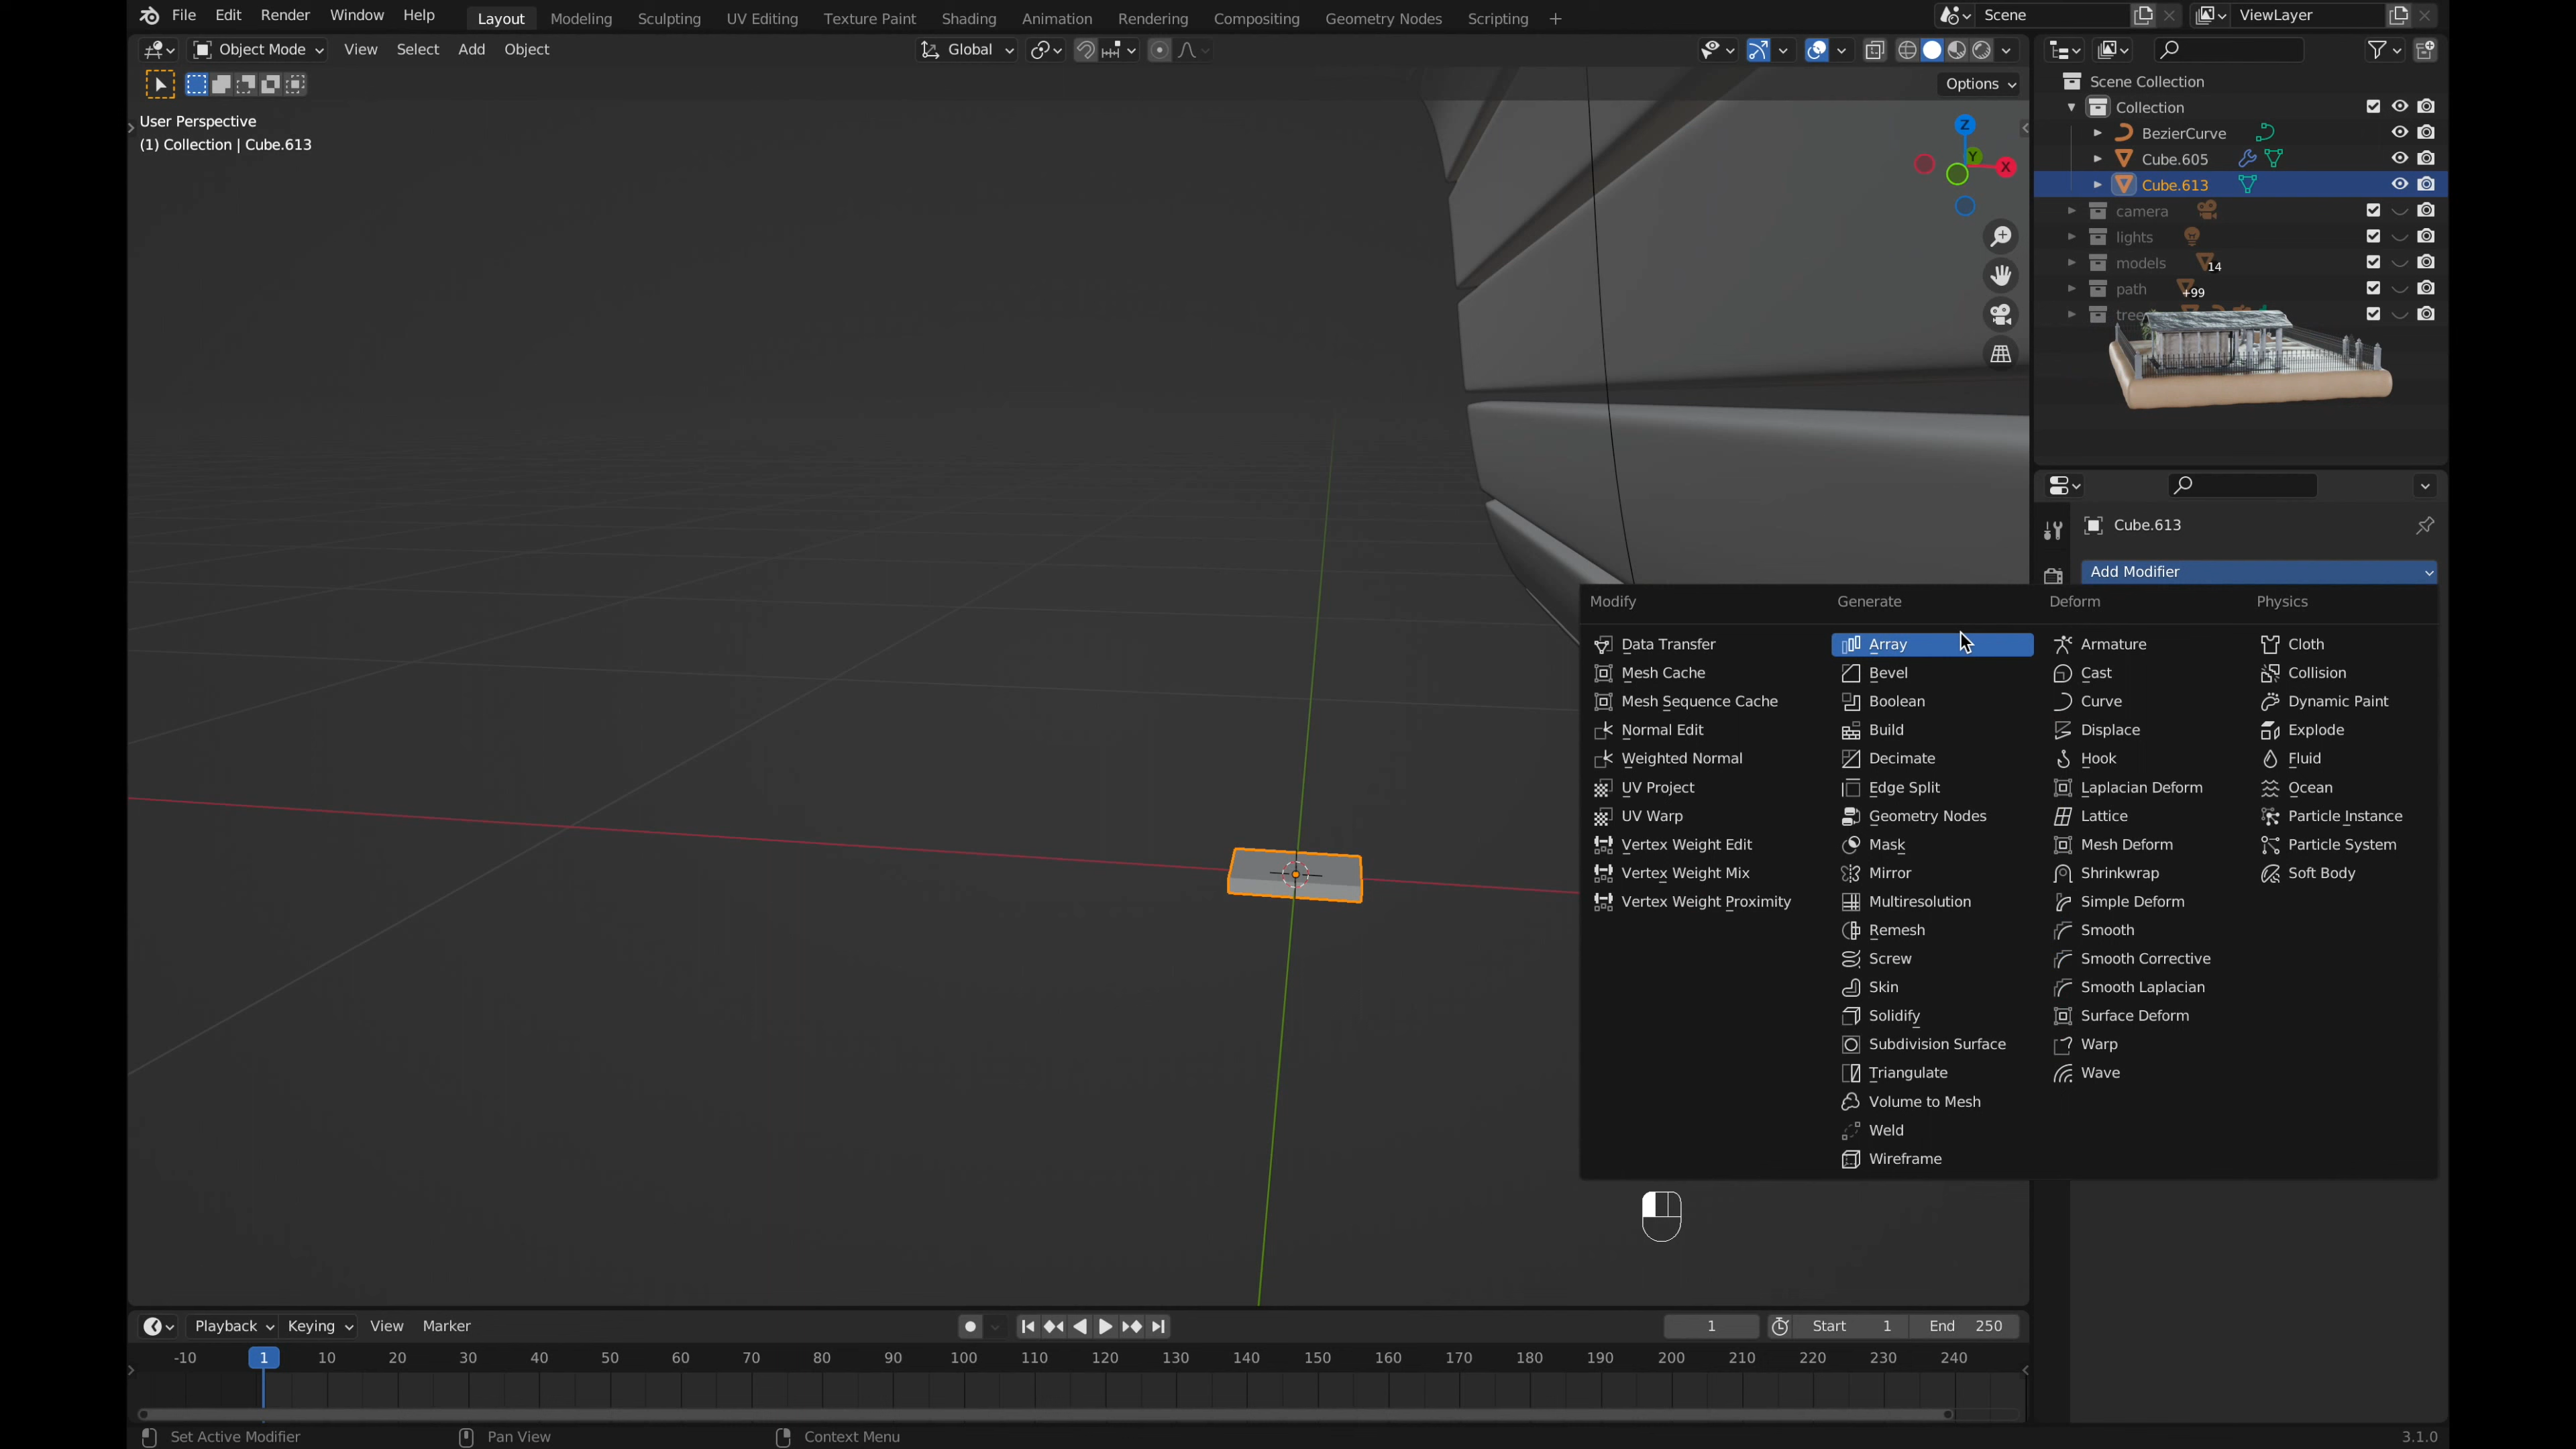 File Edit Render Window Help Layout Modeling Sculpting UV Editing Texture Paint Shading Animation Rendering Compositing Geometry Nodes Scripting + Scene ViewLayer
Object Mode View Select Add Object Global
Options
User Perspective
(1) Collection | Cube.613
Z
Y
X
Scene Collection
Collection
BezierCurve
Cube.605
Cube.613
camera
lights
models 14
path +99
tree
Cube.613
Add Modifier
Modify Generate Deform Physics
Data Transfer Array Armature Cloth
Mesh Cache Bevel Cast Collision
Mesh Sequence Cache Boolean Curve Dynamic Paint
Normal Edit Build Displace Explode
Weighted Normal Decimate Hook Fluid
UV Project Edge Split Laplacian Deform Ocean
UV Warp Geometry Nodes Lattice Particle Instance
Vertex Weight Edit Mask Mesh Deform Particle System
Vertex Weight Mix Mirror Shrinkwrap Soft Body
Vertex Weight Proximity Multiresolution Simple Deform
Remesh Smooth
Screw Smooth Corrective
Skin Smooth Laplacian
Solidify Surface Deform
Subdivision Surface Warp
Triangulate Wave
Volume to Mesh
Weld
Wireframe
Playback Keying View Marker 1 Start 1 End 250
-10 1 10 20 30 40 50 60 70 80 90 100 110 120 130 140 150 160 170 180 190 200 210 220 230 240
Set Active Modifier Pan View Context Menu 3.1.0